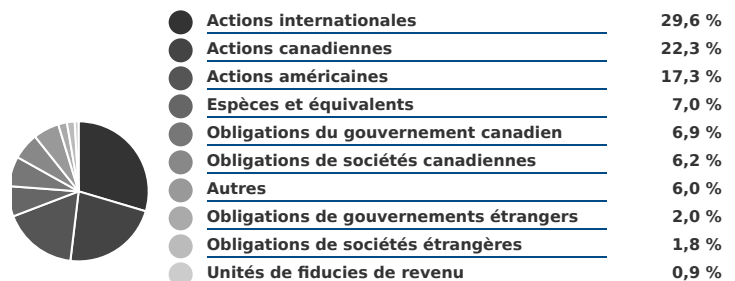 Actions internationales 29,6 %
Actions canadiennes 22,3 %
Actions américaines 17,3 %
Espèces et équivalents 7,0 %
Obligations du gouvernement canadien 6,9 %
Obligations de sociétés canadiennes 6,2 %
Autres 6,0 %
Obligations de gouvernements étrangers 2,0 %
Obligations de sociétés étrangères 1,8 %
Unités de fiducies de revenu 0,9 %